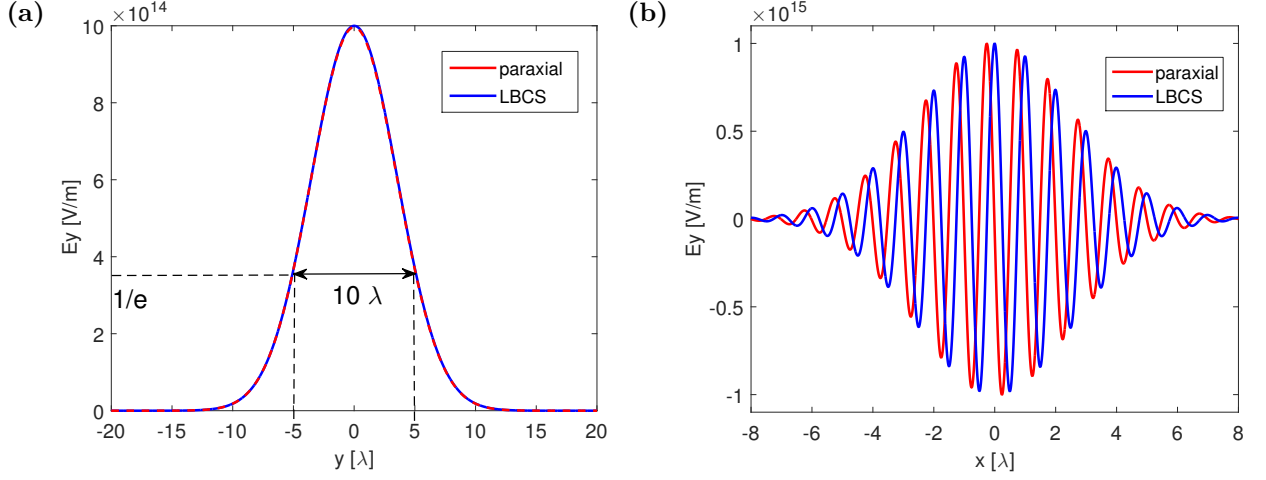 (a)
×10^14
10
8
6
4
2
0
Ey [V/m]
paraxial
LBCS
1/e
10 λ
-20 -15 -10 -5 0 5 10 15 20
y [λ]
(b)
×10^15
1
0.5
0
-0.5
-1
Ey [V/m]
paraxial
LBCS
-8 -6 -4 -2 0 2 4 6 8
x [λ]